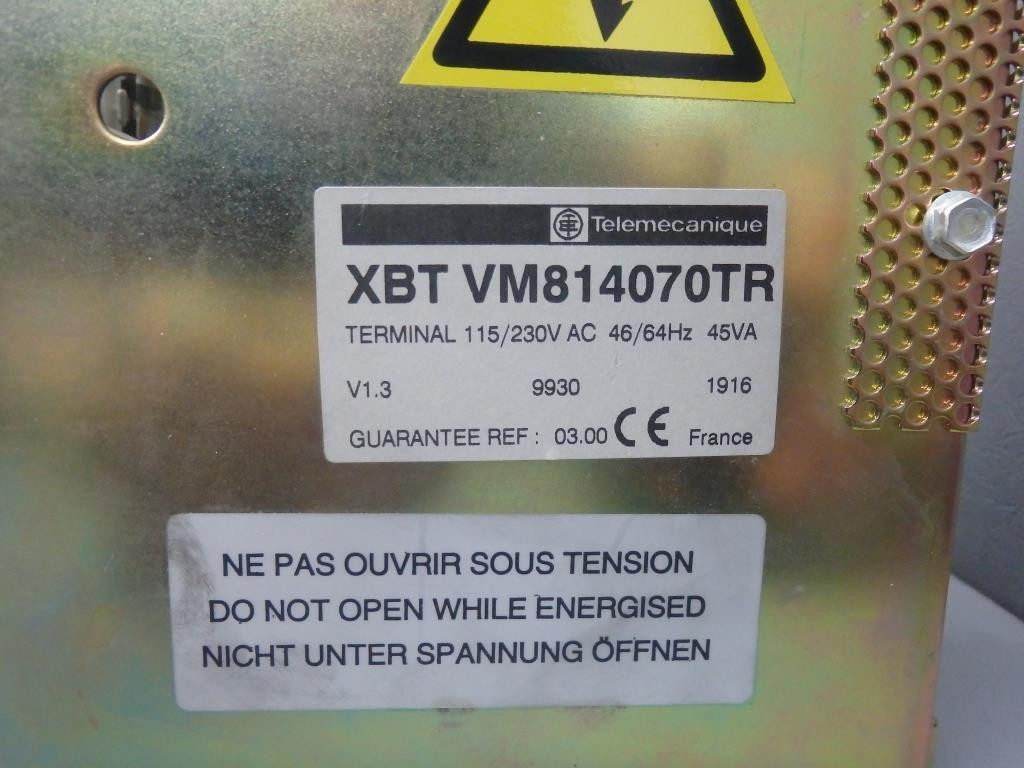 Telemecanique
XBT VM814070TR
TERMINAL 115/230V AC 46/64Hz 45VA
V1.3 9930 1916
GUARANTEE REF : 03.00 CE France
NE PAS OUVRIR SOUS TENSION
DO NOT OPEN WHILE ENERGISED
NICHT UNTER SPANNUNG ÖFFNEN